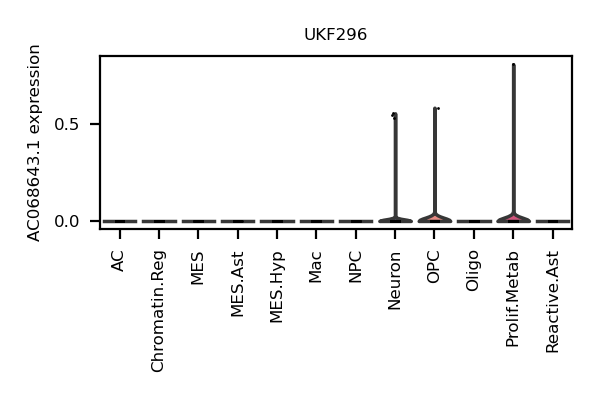 UKF296
AC068643.1 expression
0.5
0.0
AC
Chromatin.Reg
MES
MES.Ast
MES.Hyp
Mac
NPC
Neuron
OPC
Oligo
Prolif.Metab
Reactive.Ast